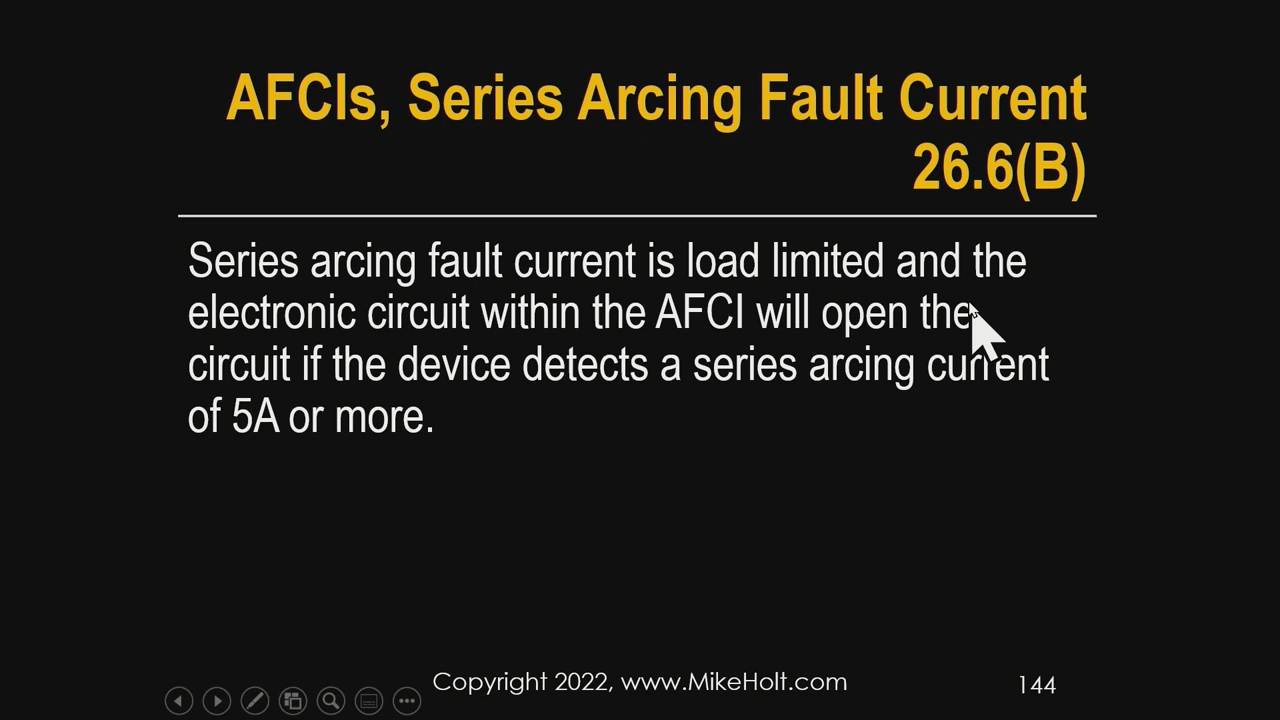 AFCIs, Series Arcing Fault Current
26.6(B)
Series arcing fault current is load limited and the
electronic circuit within the AFCI will open the
circuit if the device detects a series arcing current
of 5A or more.
Copyright 2022, www.MikeHolt.com
144